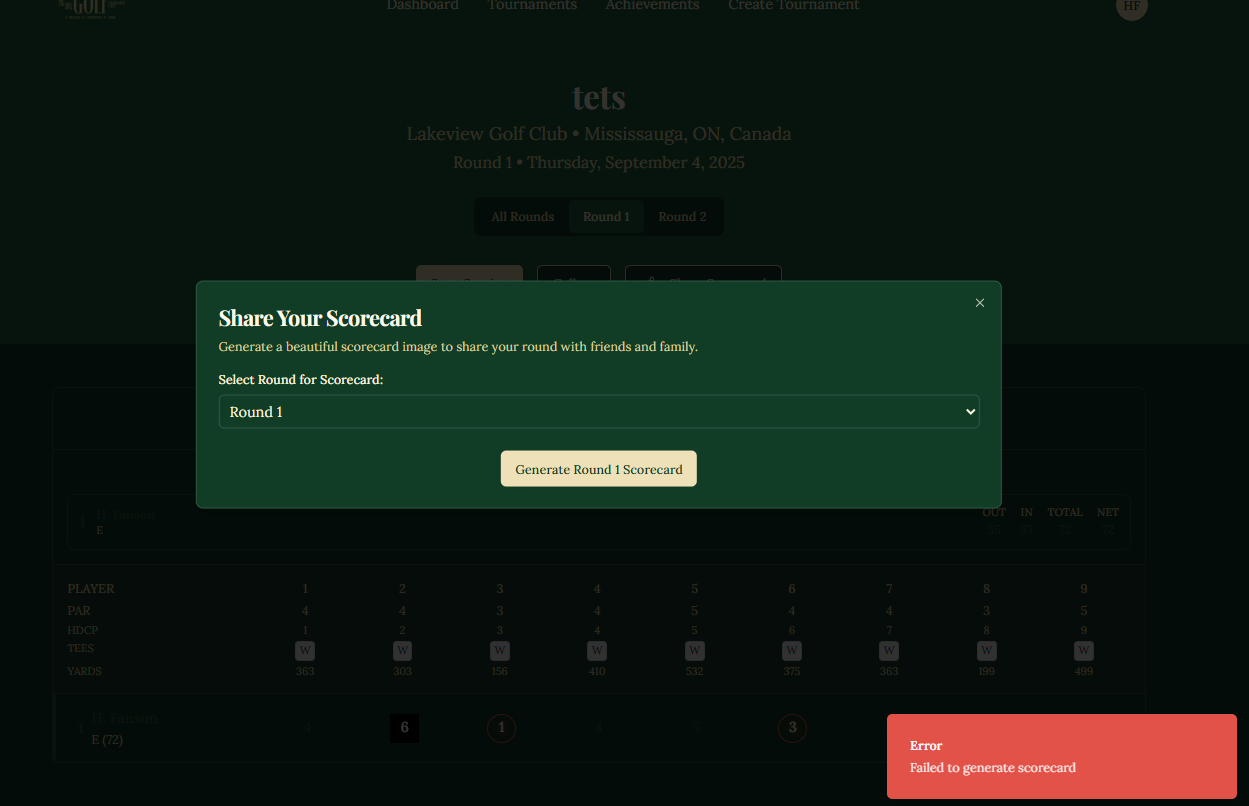 GOLF
Dashboard Tournaments Achievements Create Tournament HF
tets
Lakeview Golf Club • Mississauga, ON, Canada
Round 1 • Thursday, September 4, 2025
All Rounds Round 1 Round 2
Share Your Scorecard
Generate a beautiful scorecard image to share your round with friends and family.
Select Round for Scorecard:
Round 1
Generate Round 1 Scorecard
OUT IN TOTAL NET
1 H. Fanson
E
72 72
PLAYER 1 2 3 4 5 6 7 8 9
PAR 4 4 3 4 5 4 4 3 5
HDCP 1 2 3 4 5 6 7 8 9
TEES W W W W W W W W W
YARDS 363 303 156 410 532 375 363 199 499
1 H. Fanson 4 6 1 4 5 3
E (72)
Error
Failed to generate scorecard